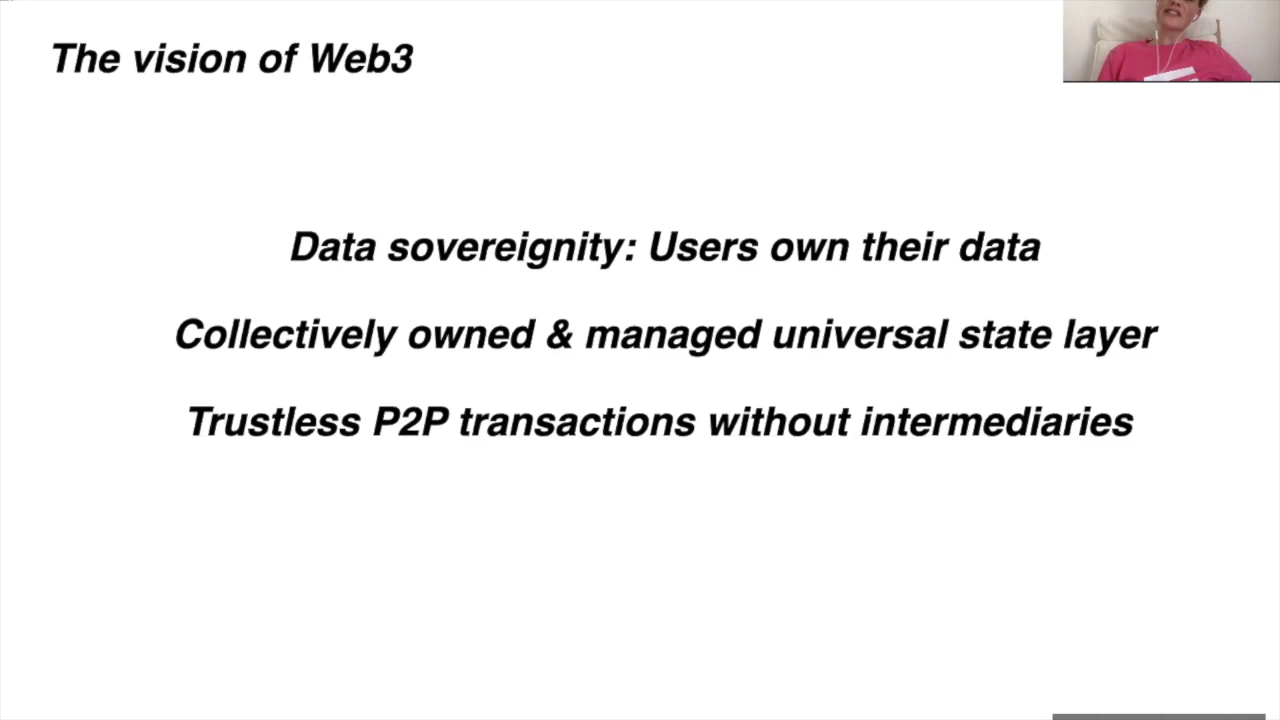 The vision of Web3
Data sovereignty: Users own their data
Collectively owned & managed universal state layer
Trustless P2P transactions without intermediaries